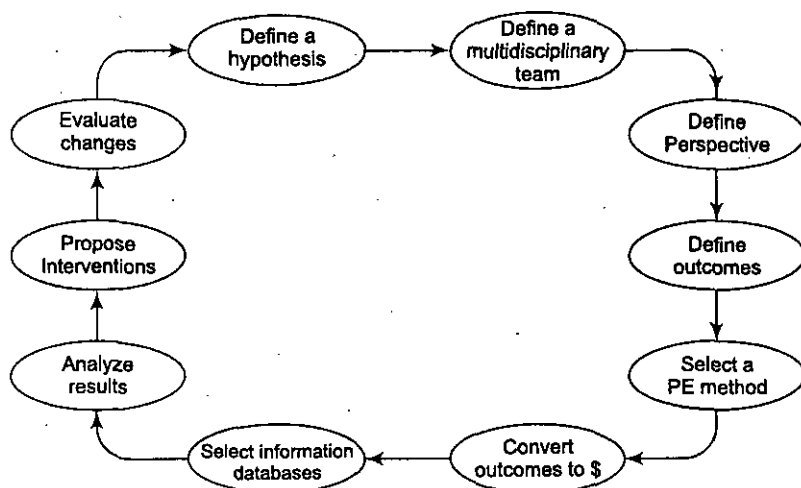 Define a
hypothesis
Define a
multidisciplinary
team
Define
Perspective
Define
outcomes
Select a
PE method
Convert
outcomes to $
Select information
databases
Analyze
results
Propose
Interventions
Evaluate
changes